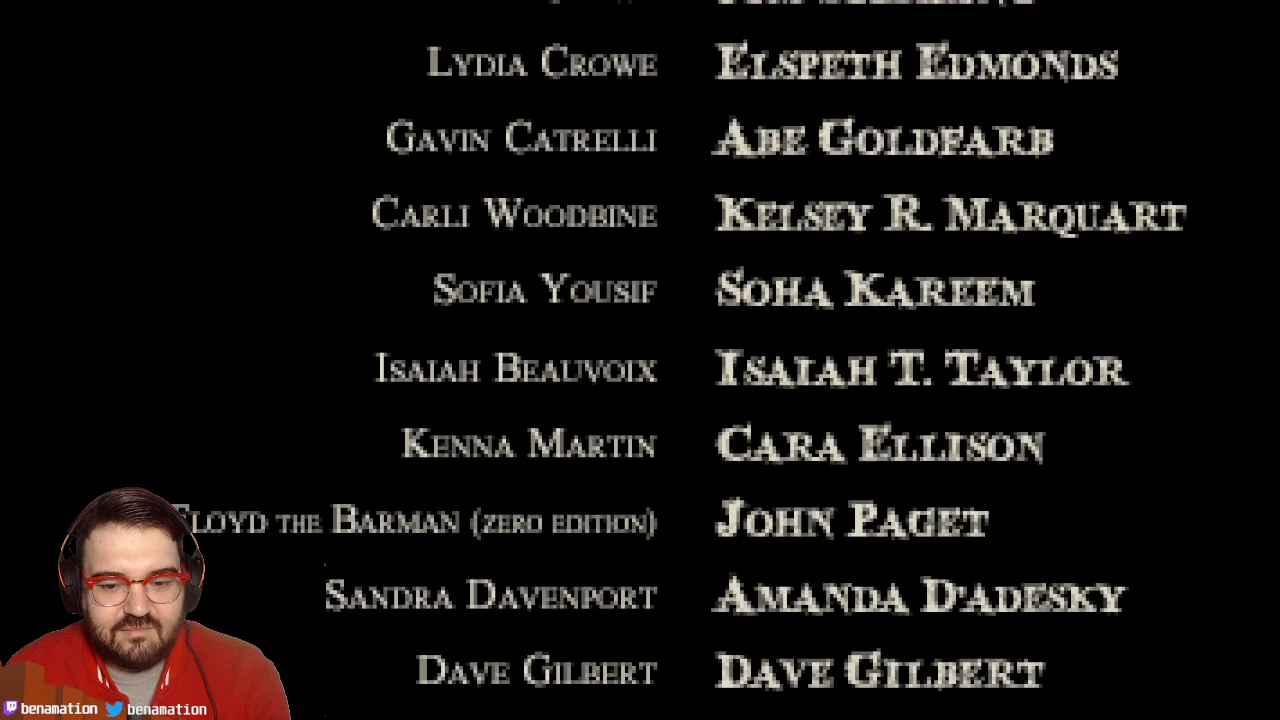 Lydia Crowe Elspeth Edmonds
Gavin Catrelli Abe Goldfarb
Carli Woodbine Kelsey R. Marquart
Sofia Yousif Soha Kareem
Isaiah Beauvoix Isaiah T. Taylor
Kenna Martin Cara Ellison
Floyd the Barman (zero edition) John Paget
Sandra Davenport Amanda D'Adesky
Dave Gilbert Dave Gilbert
benamation benamation